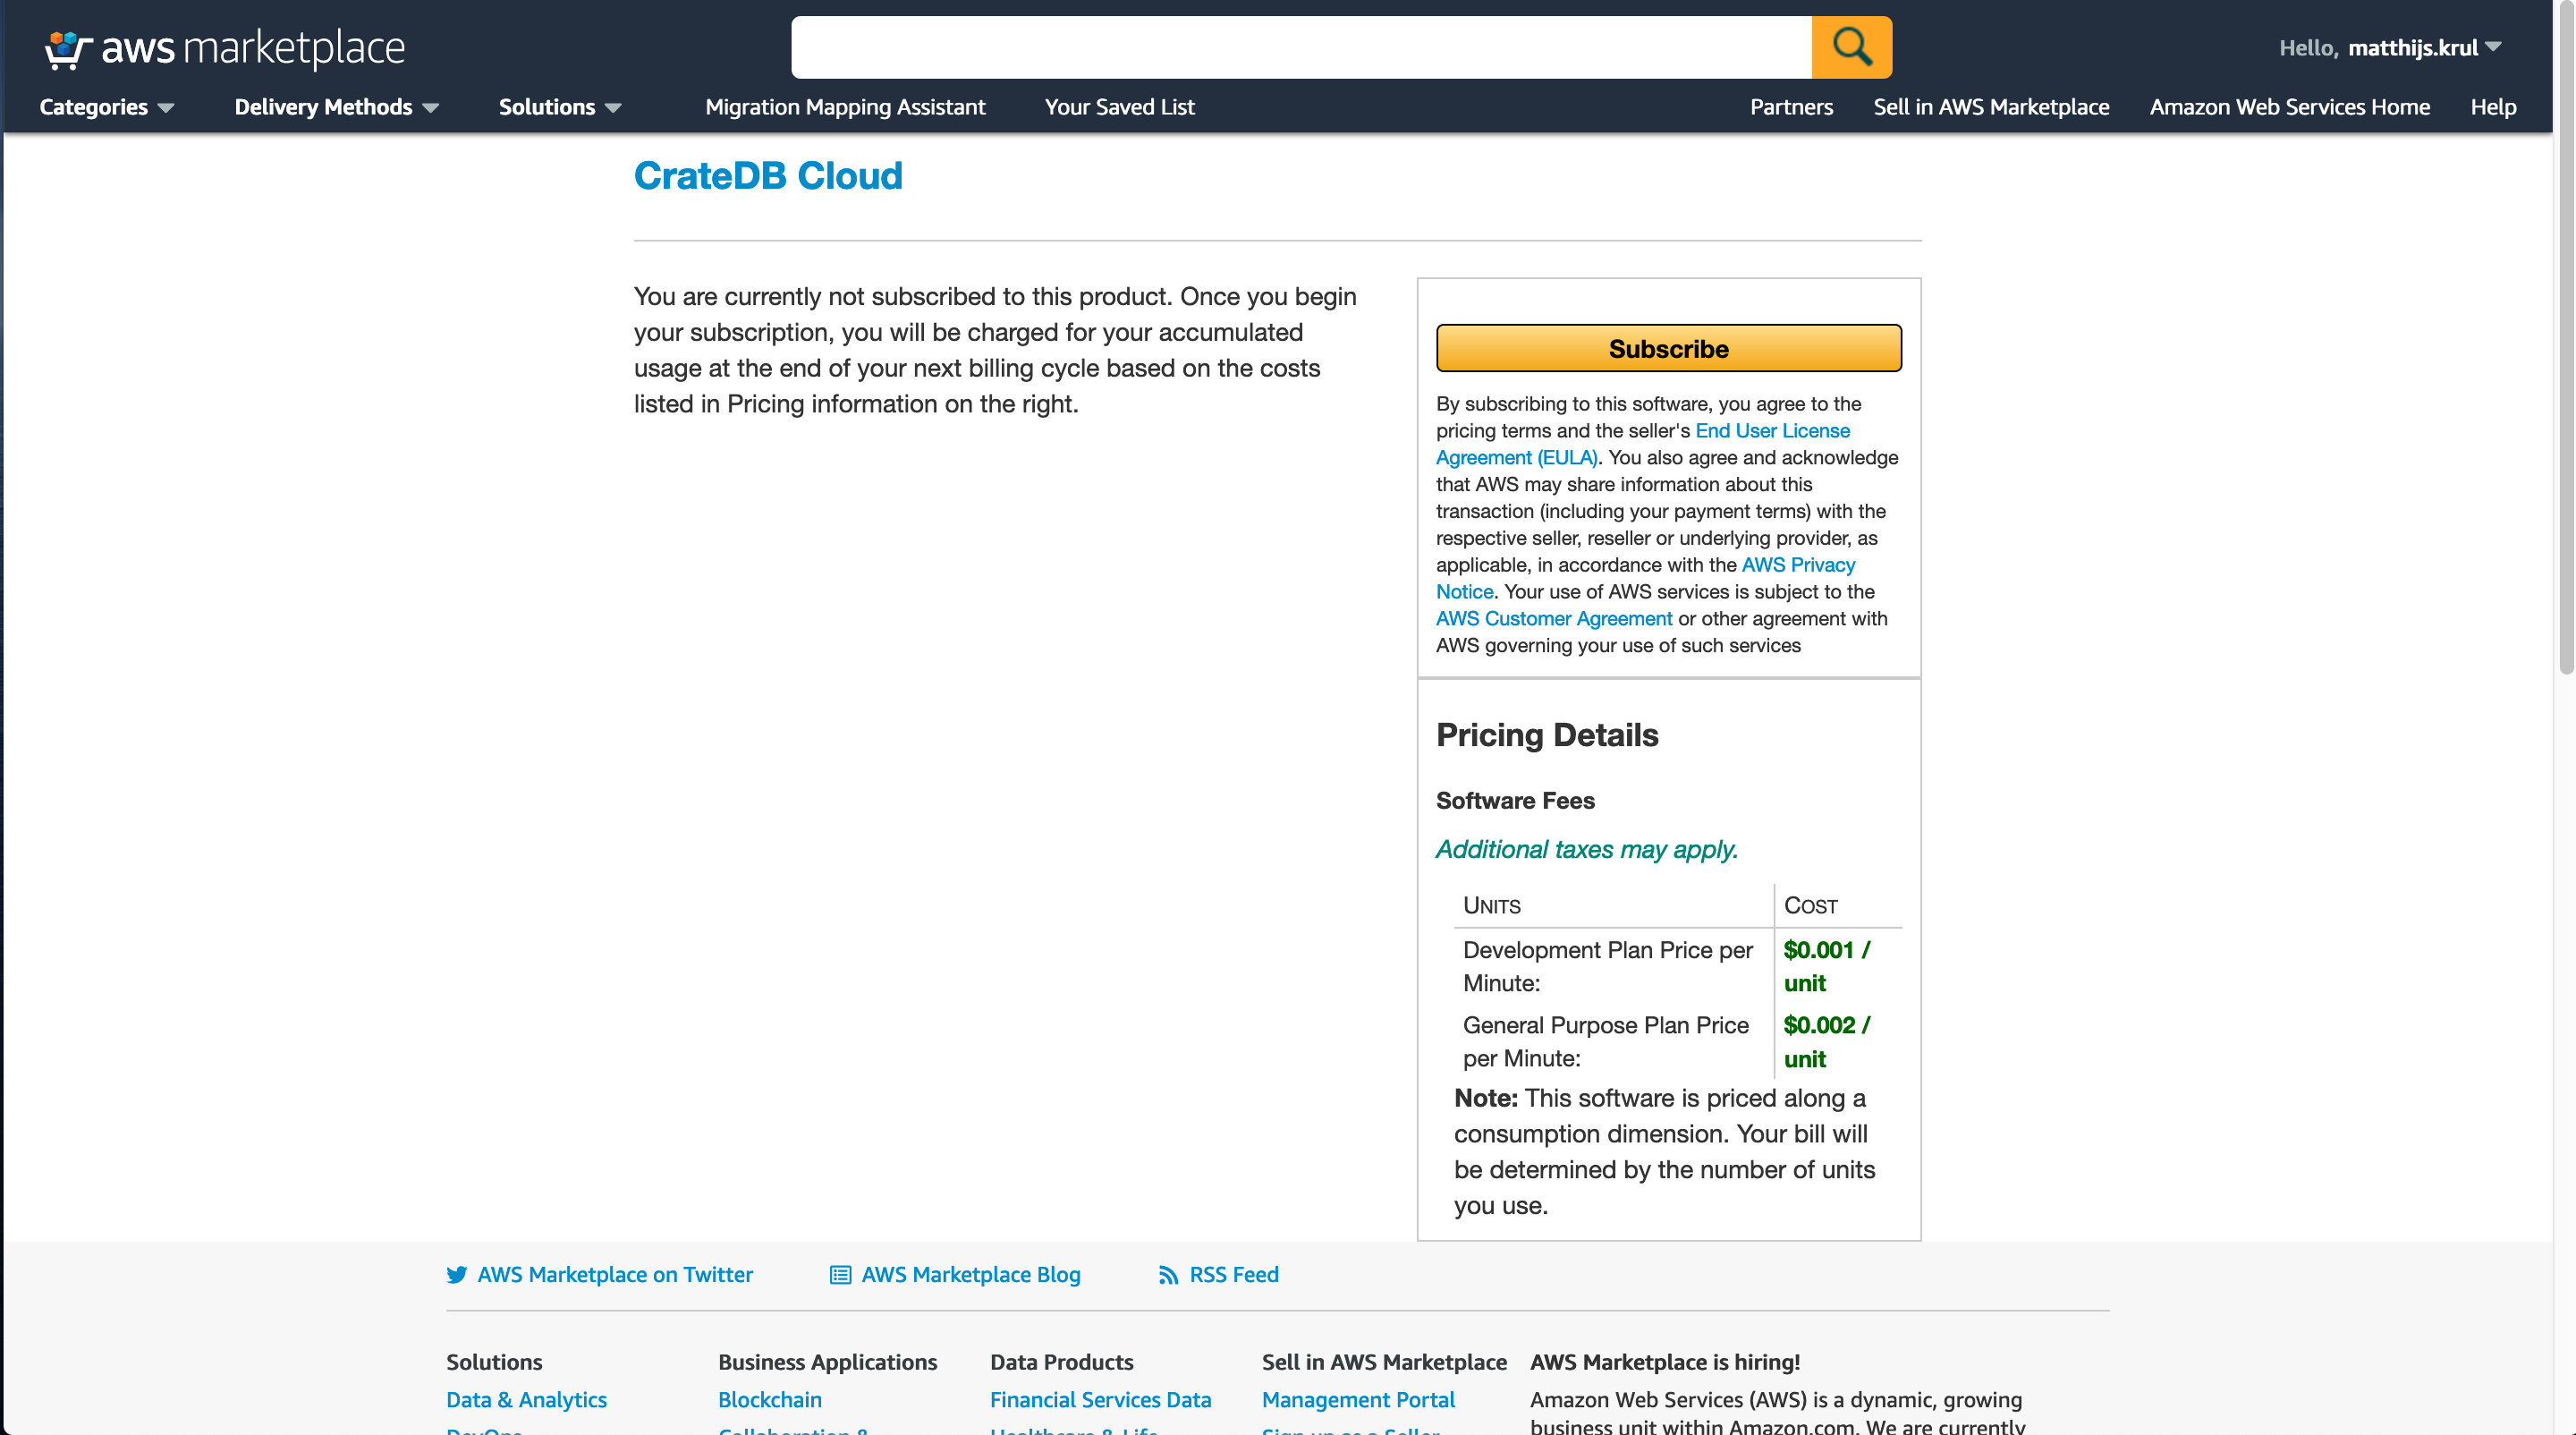 aws marketplace
Hello, matthijs.krul
Categories
Delivery Methods
Solutions
Migration Mapping Assistant
Your Saved List
Partners
Sell in AWS Marketplace
Amazon Web Services Home
Help
CrateDB Cloud
You are currently not subscribed to this product. Once you begin
your subscription, you will be charged for your accumulated
usage at the end of your next billing cycle based on the costs
listed in Pricing information on the right.
Subscribe
By subscribing to this software, you agree to the
pricing terms and the seller's End User License
Agreement (EULA). You also agree and acknowledge
that AWS may share information about this
transaction (including your payment terms) with the
respective seller, reseller or underlying provider, as
applicable, in accordance with the AWS Privacy
Notice. Your use of AWS services is subject to the
AWS Customer Agreement or other agreement with
AWS governing your use of such services
Pricing Details
Software Fees
Additional taxes may apply.
UNITS
COST
Development Plan Price per
Minute:
$0.001 /
unit
General Purpose Plan Price
per Minute:
$0.002 /
unit
Note: This software is priced along a
consumption dimension. Your bill will
be determined by the number of units
you use.
AWS Marketplace on Twitter
AWS Marketplace Blog
RSS Feed
Solutions
Data & Analytics
DevOps
Business Applications
Blockchain
Collaboration &
Data Products
Financial Services Data
Healthcare & Life
Sell in AWS Marketplace
Management Portal
Sign up as a Seller
AWS Marketplace is hiring!
Amazon Web Services (AWS) is a dynamic, growing
business unit within Amazon.com. We are currently